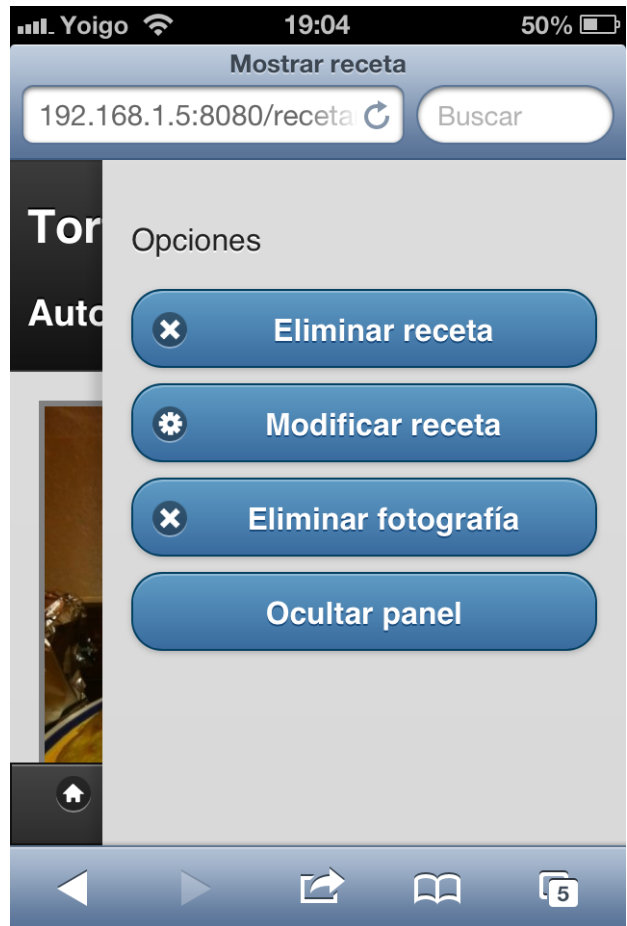 Yoigo 19:04 50%
Mostrar receta
192.168.1.5:8080/receta Buscar
Tor
Opciones
Auto
Eliminar receta
Modificar receta
Eliminar fotografía
Ocultar panel
5